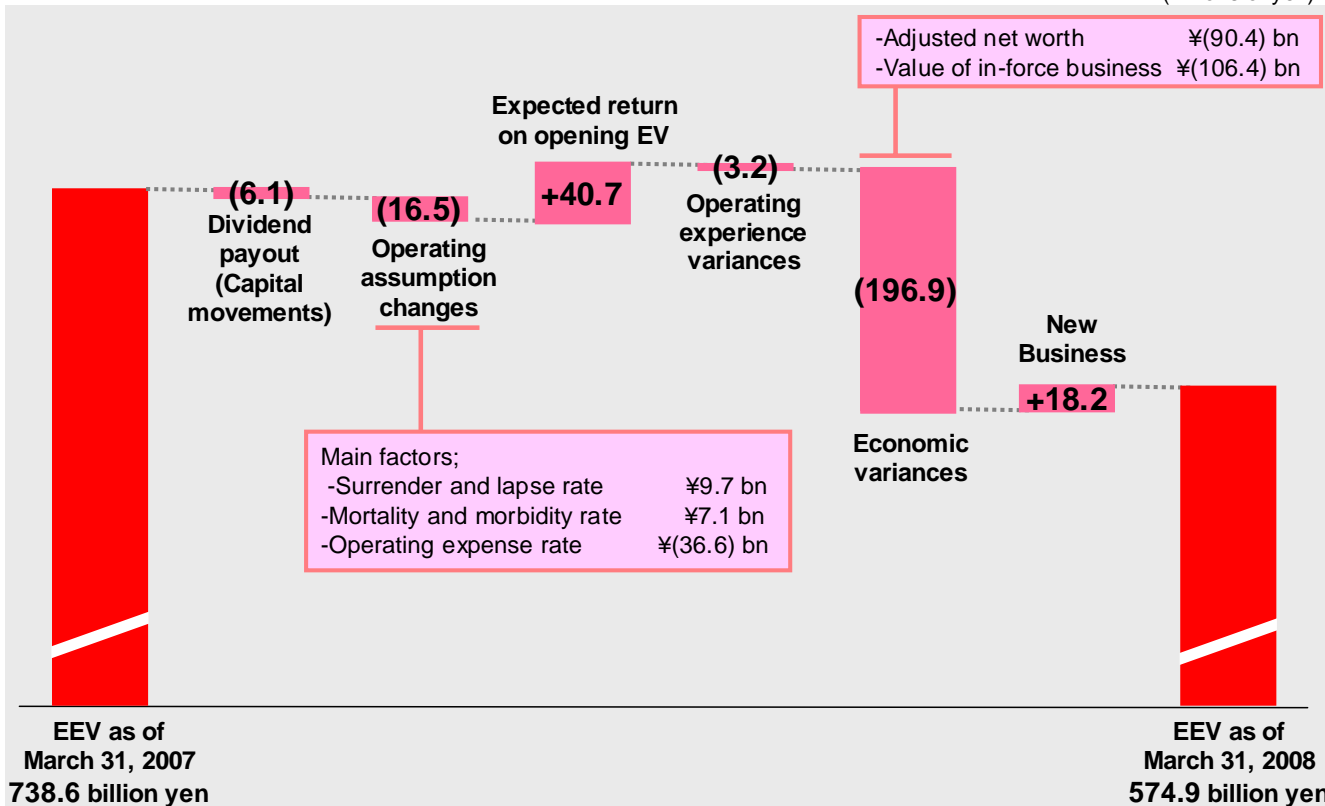 -Adjusted net worth ¥(90.4) bn
-Value of in-force business ¥(106.4) bn
Expected return
on opening EV
(6.1)
Dividend
payout
(Capital
movements)
(16.5)
Operating
assumption
changes
+40.7
(3.2)
Operating
experience
variances
(196.9)
Economic
variances
New
Business
+18.2
Main factors;
-Surrender and lapse rate ¥9.7 bn
-Mortality and morbidity rate ¥7.1 bn
-Operating expense rate ¥(36.6) bn
EEV as of
March 31, 2007
738.6 billion yen
EEV as of
March 31, 2008
574.9 billion yen